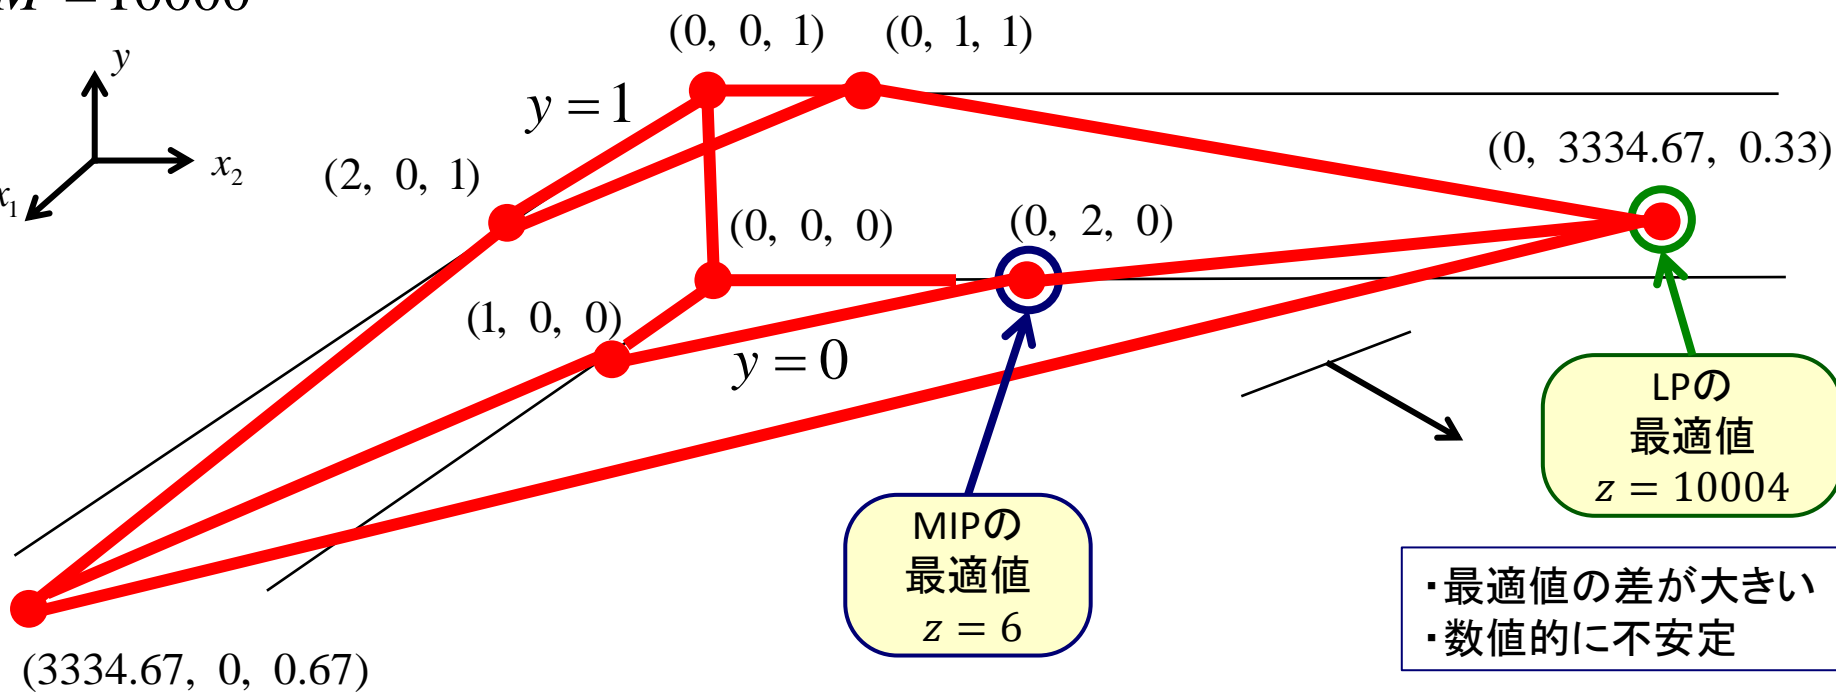 M = 10000
y
x₂
x₁
(0, 0, 1)
(0, 1, 1)
y = 1
(2, 0, 1)
(0, 3334.67, 0.33)
(0, 0, 0)
(0, 2, 0)
(1, 0, 0)
y = 0
LPの
最適値
z = 10004
MIPの
最適値
z = 6
・最適値の差が大きい
・数値的に不安定
(3334.67, 0, 0.67)